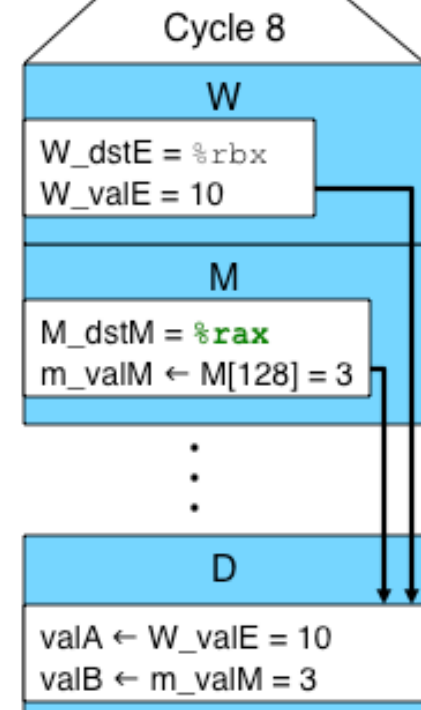 Cycle 8
W
W_dstE = %rbx
W_valE = 10
M
M_dstM = %rax
m_valM ← M[128] = 3
D
valA ← W_valE = 10
valB ← m_valM = 3